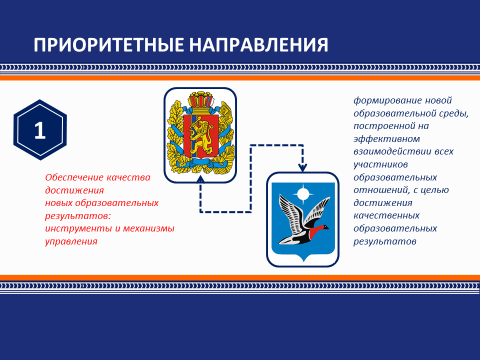 ПРИОРИТЕТНЫЕ НАПРАВЛЕНИЯ
1
Обеспечение качества
достижения
новых образовательных
результатов:
инструменты и механизмы
управления
формирование новой
образовательной среды,
построенной на
эффективном
взаимодействии всех
участников
образовательных
отношений, с целью
достижения
качественных
образовательных
результатов